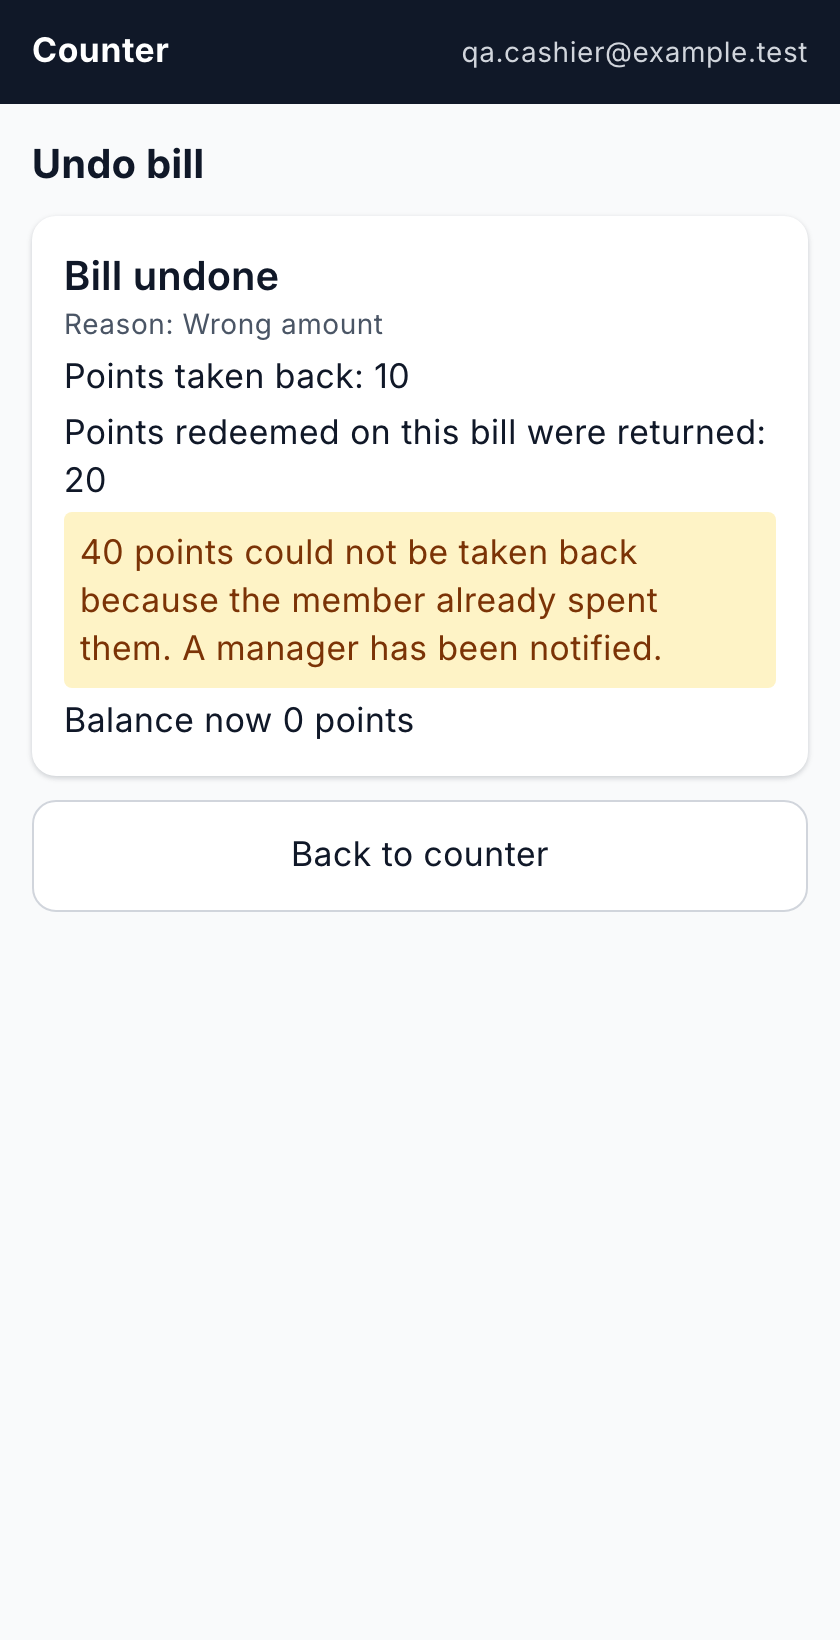 Counter
qa.cashier@example.test
Undo bill
Bill undone
Reason: Wrong amount
Points taken back: 10
Points redeemed on this bill were returned:
20
40 points could not be taken back
because the member already spent
them. A manager has been notified.
Balance now 0 points
Back to counter